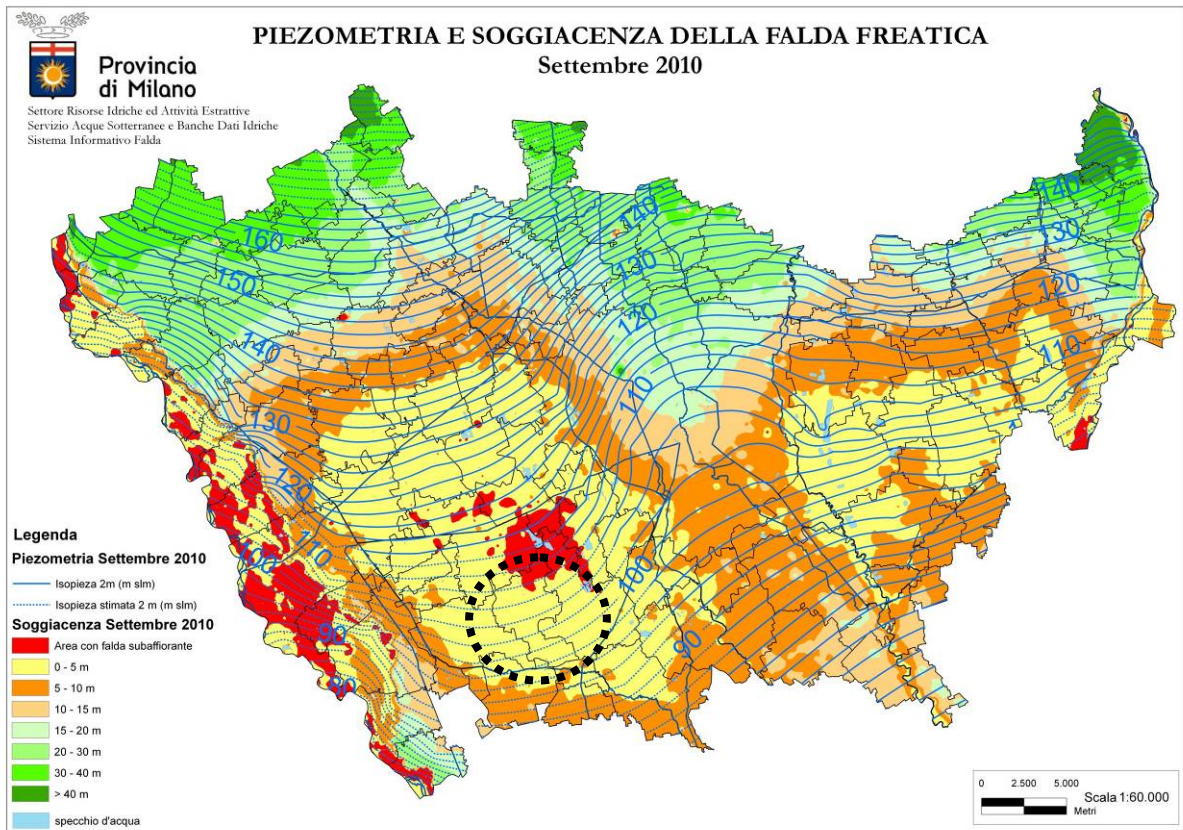 PIEZOMETRIA E SOGGIACENZA DELLA FALDA FREATICA
Settembre 2010
Provincia
di Milano
Settore Risorse Idriche ed Attività Estrattive
Servizio Acque Sotterranee e Banche Dati Idriche
Sistema Informativo Falda
160
150
140
130
120
110
100
90
80
140
130
120
110
100
90
140
130
120
110
Legenda
Piezometria Settembre 2010
Isopieza 2m (m slm)
Isopieza stimata 2 m (m slm)
Soggiacenza Settembre 2010
Area con falda subaffiorante
0 - 5 m
5 - 10 m
10 - 15 m
15 - 20 m
20 - 30 m
30 - 40 m
> 40 m
specchio d'acqua
0 2.500 5.000
Scala 1:60.000
Metri